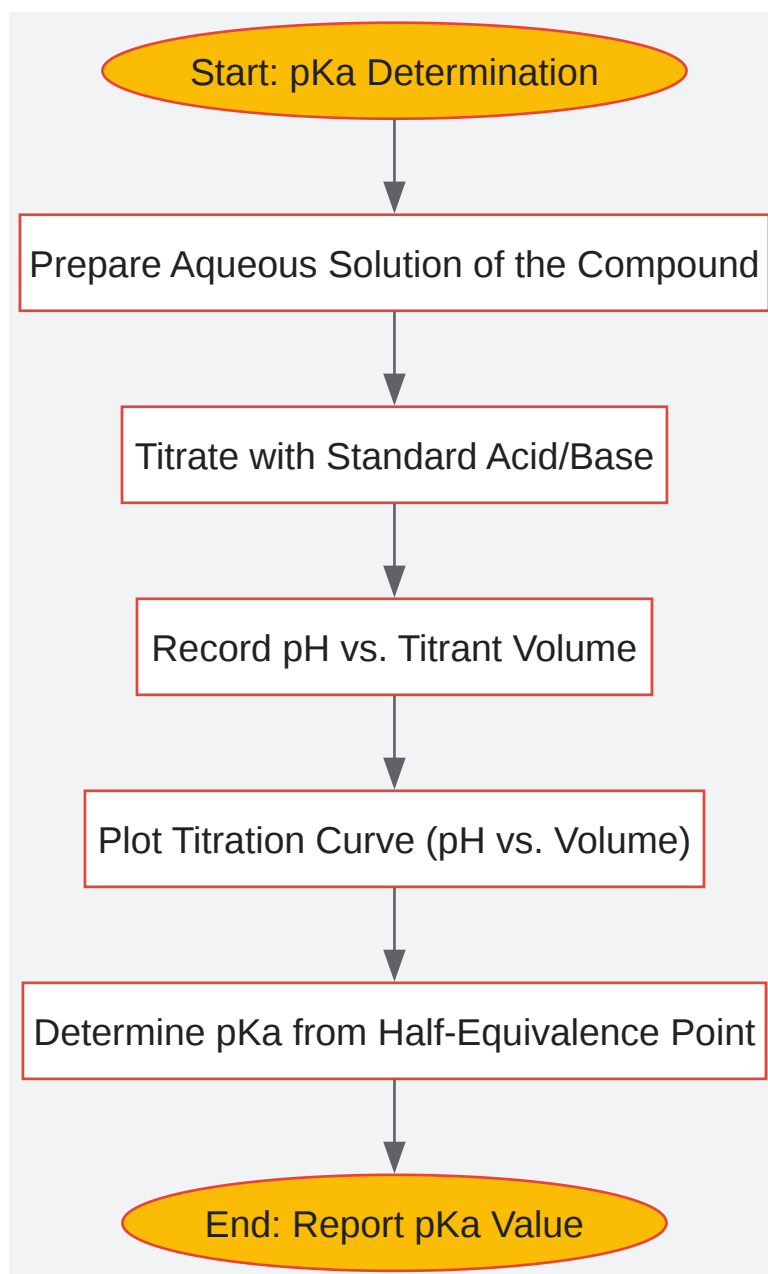 Start: pKa Determination
Prepare Aqueous Solution of the Compound
Titrate with Standard Acid/Base
Record pH vs. Titrant Volume
Plot Titration Curve (pH vs. Volume)
Determine pKa from Half-Equivalence Point
End: Report pKa Value